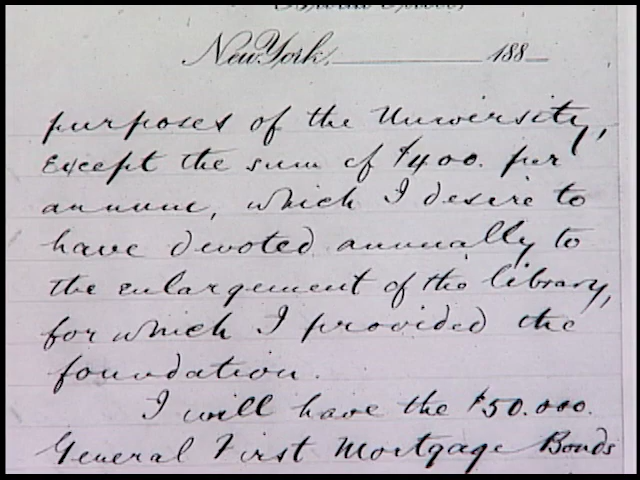 New York, 188
purposes of the University,
Except the sum of $400. per
annum, which I desire to
have devoted annually to
the enlargement of the library,
for which I provided the
foundation.
I will have the $50.000.
General First Mortgage Bonds